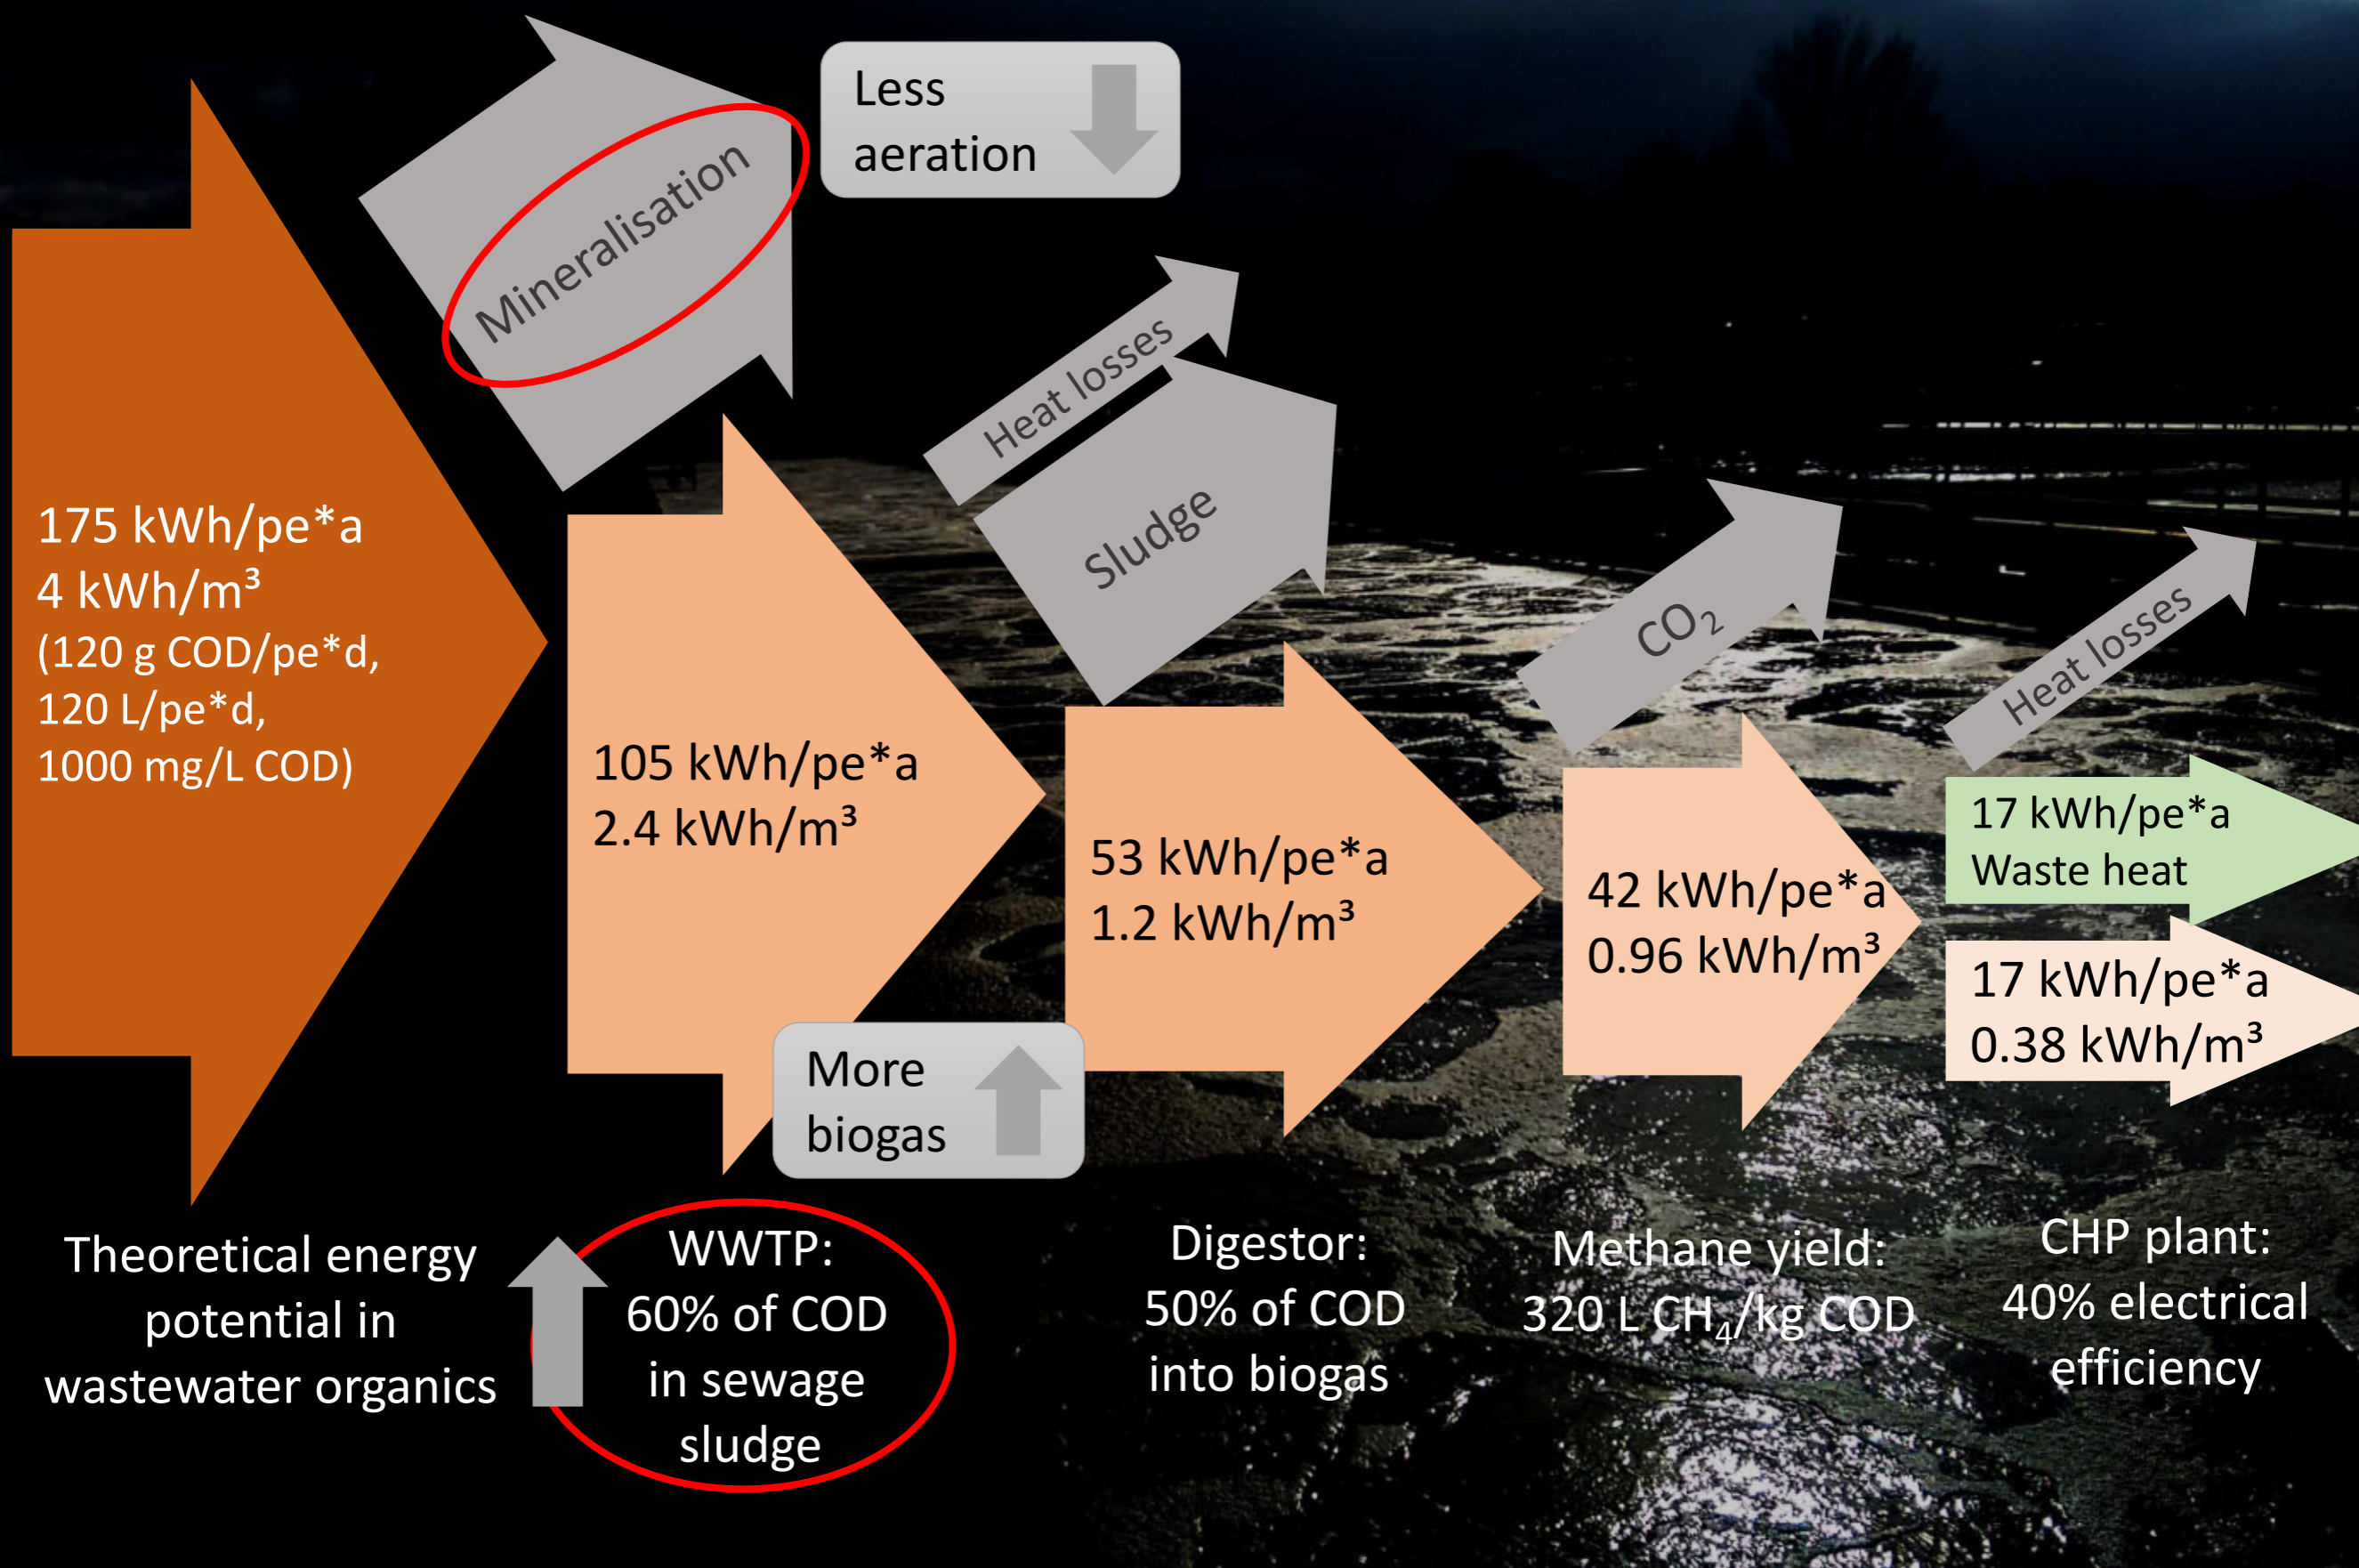 Less
aeration
Mineralisation
Heat losses
Sludge
CO₂
Heat losses
175 kWh/pe*a
4 kWh/m³
(120 g COD/pe*d,
120 L/pe*d,
1000 mg/L COD)
105 kWh/pe*a
2.4 kWh/m³
53 kWh/pe*a
1.2 kWh/m³
42 kWh/pe*a
0.96 kWh/m³
17 kWh/pe*a
Waste heat
17 kWh/pe*a
0.38 kWh/m³
More
biogas
Theoretical energy
potential in
wastewater organics
WWTP:
60% of COD
in sewage
sludge
Digestor:
50% of COD
into biogas
Methane yield:
320 L CH₄/kg COD
CHP plant:
40% electrical
efficiency